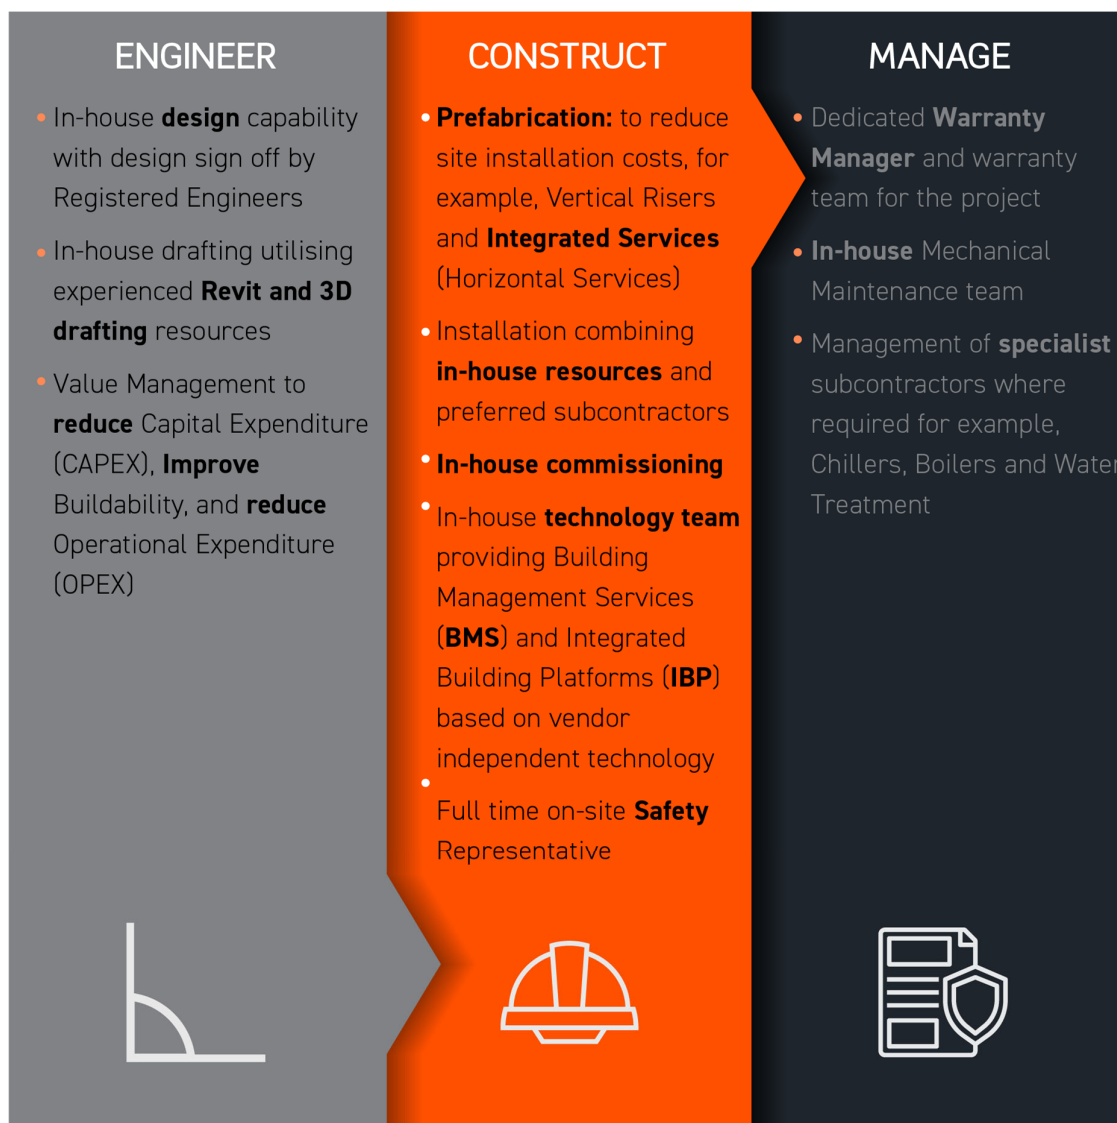 ENGINEER
• In-house design capability
with design sign off by
Registered Engineers
• In-house drafting utilising
experienced Revit and 3D
drafting resources
• Value Management to
reduce Capital Expenditure
(CAPEX), Improve
Buildability, and reduce
Operational Expenditure
(OPEX)
CONSTRUCT
• Prefabrication: to reduce
site installation costs, for
example, Vertical Risers
and Integrated Services
(Horizontal Services)
• Installation combining
in-house resources and
preferred subcontractors
• In-house commissioning
• In-house technology team
providing Building
Management Services
(BMS) and Integrated
Building Platforms (IBP)
based on vendor
independent technology
• Full time on-site Safety
Representative
MANAGE
• Dedicated Warranty
Manager and warranty
team for the project
• In-house Mechanical
Maintenance team
• Management of specialist
subcontractors where
required for example,
Chillers, Boilers and Water
Treatment